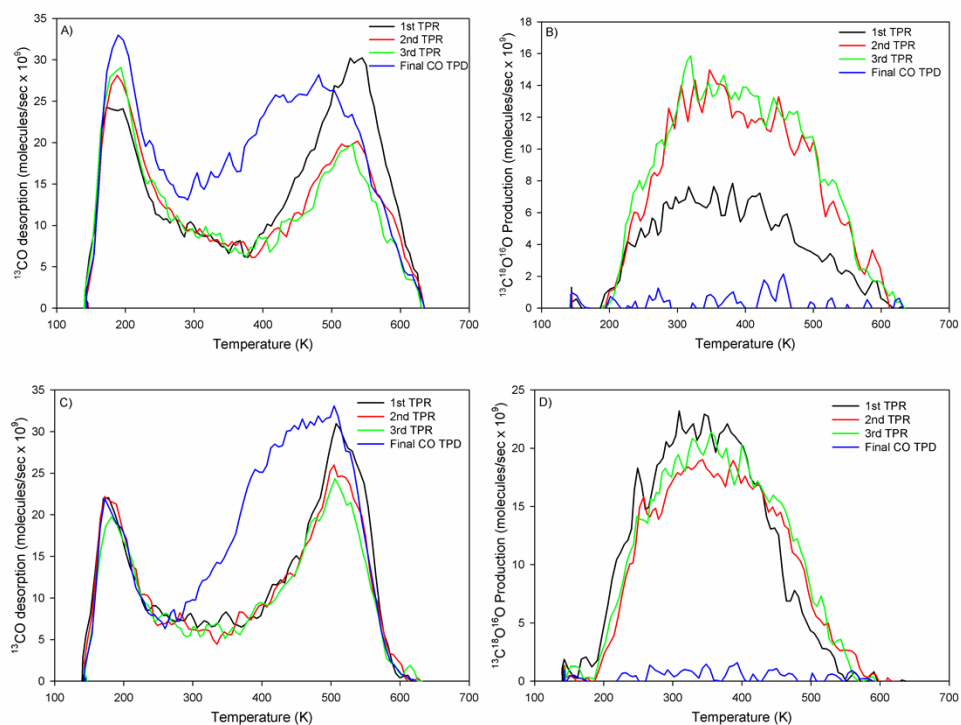 A)
1st TPR
2nd TPR
3rd TPR
Final CO TPD
¹³CO desorption (molecules/sec x 10⁹)
35
30
25
20
15
10
5
0
100 200 300 400 500 600 700
Temperature (K)
B)
1st TPR
2nd TPR
3rd TPR
Final CO TPD
¹³C¹⁸O¹⁶O Production (molecules/sec x 10⁹)
18
16
14
12
10
8
6
4
2
0
100 200 300 400 500 600 700
Temperature (K)
C)
1st TPR
2nd TPR
3rd TPR
Final CO TPD
¹³CO desorption (molecules/sec x 10⁹)
35
30
25
20
15
10
5
0
100 200 300 400 500 600 700
Temperature (K)
D)
1st TPR
2nd TPR
3rd TPR
Final CO TPD
¹³C¹⁸O¹⁶O Production (molecules/sec x 10⁹)
25
20
15
10
5
0
100 200 300 400 500 600 700
Temperature (K)